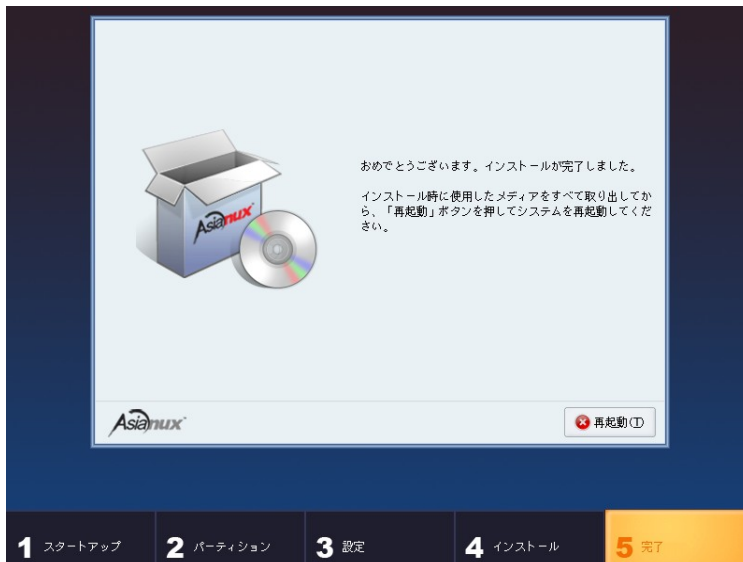 おめでとうございます。インストールが完了しました。
インストール時に使用したメディアをすべて取り出してか
ら、「再起動」ボタンを押してシステムを再起動してくだ
さい。
Asianux
Asianux
再起動(T)
1 スタートアップ
2 パーティション
3 設定
4 インストール
5 完了